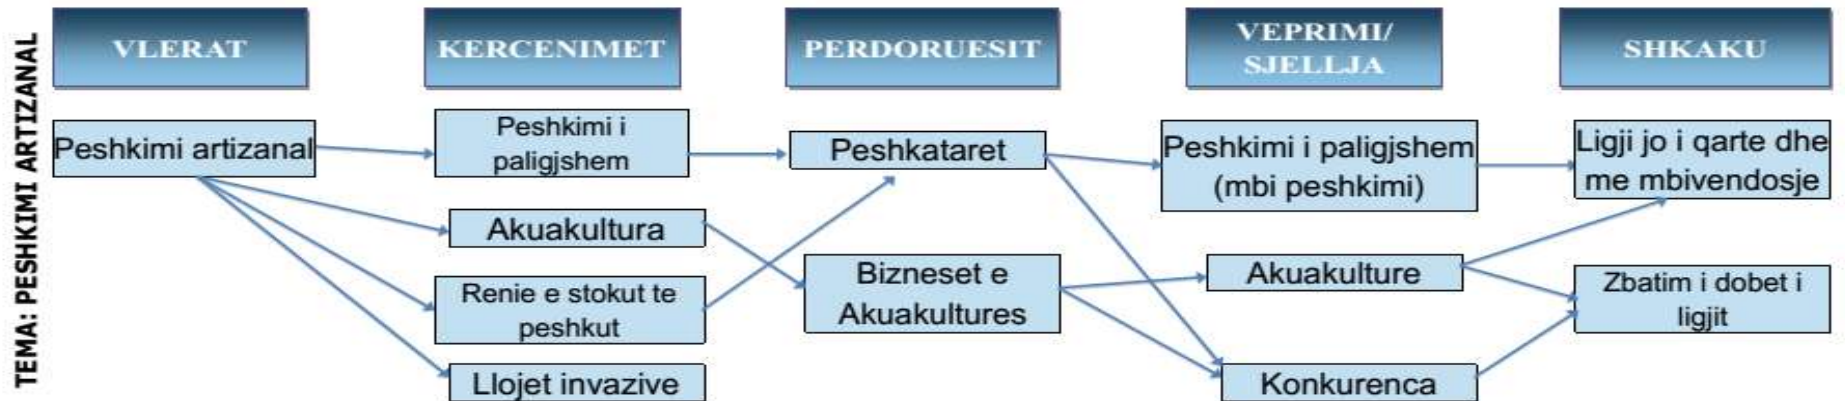 TEMA: PESHKIMI ARTIZANAL
VLERAT
KERCENIMET
PERDORUESIT
VEPRIMI/
SJELLJA
SHKAKU
Peshkimi artizanal
Peshkimi i
paligjshem
Peshkataret
Peshkimi i paligjshem
(mbi peshkimi)
Ligji jo i qarte dhe
me mbivendosje
Akuakultura
Bizneset e
Akuakultures
Akuakulture
Zbatim i dobet i
ligjit
Renie e stokut te
peshkut
Llojet invazive
Konkurenca